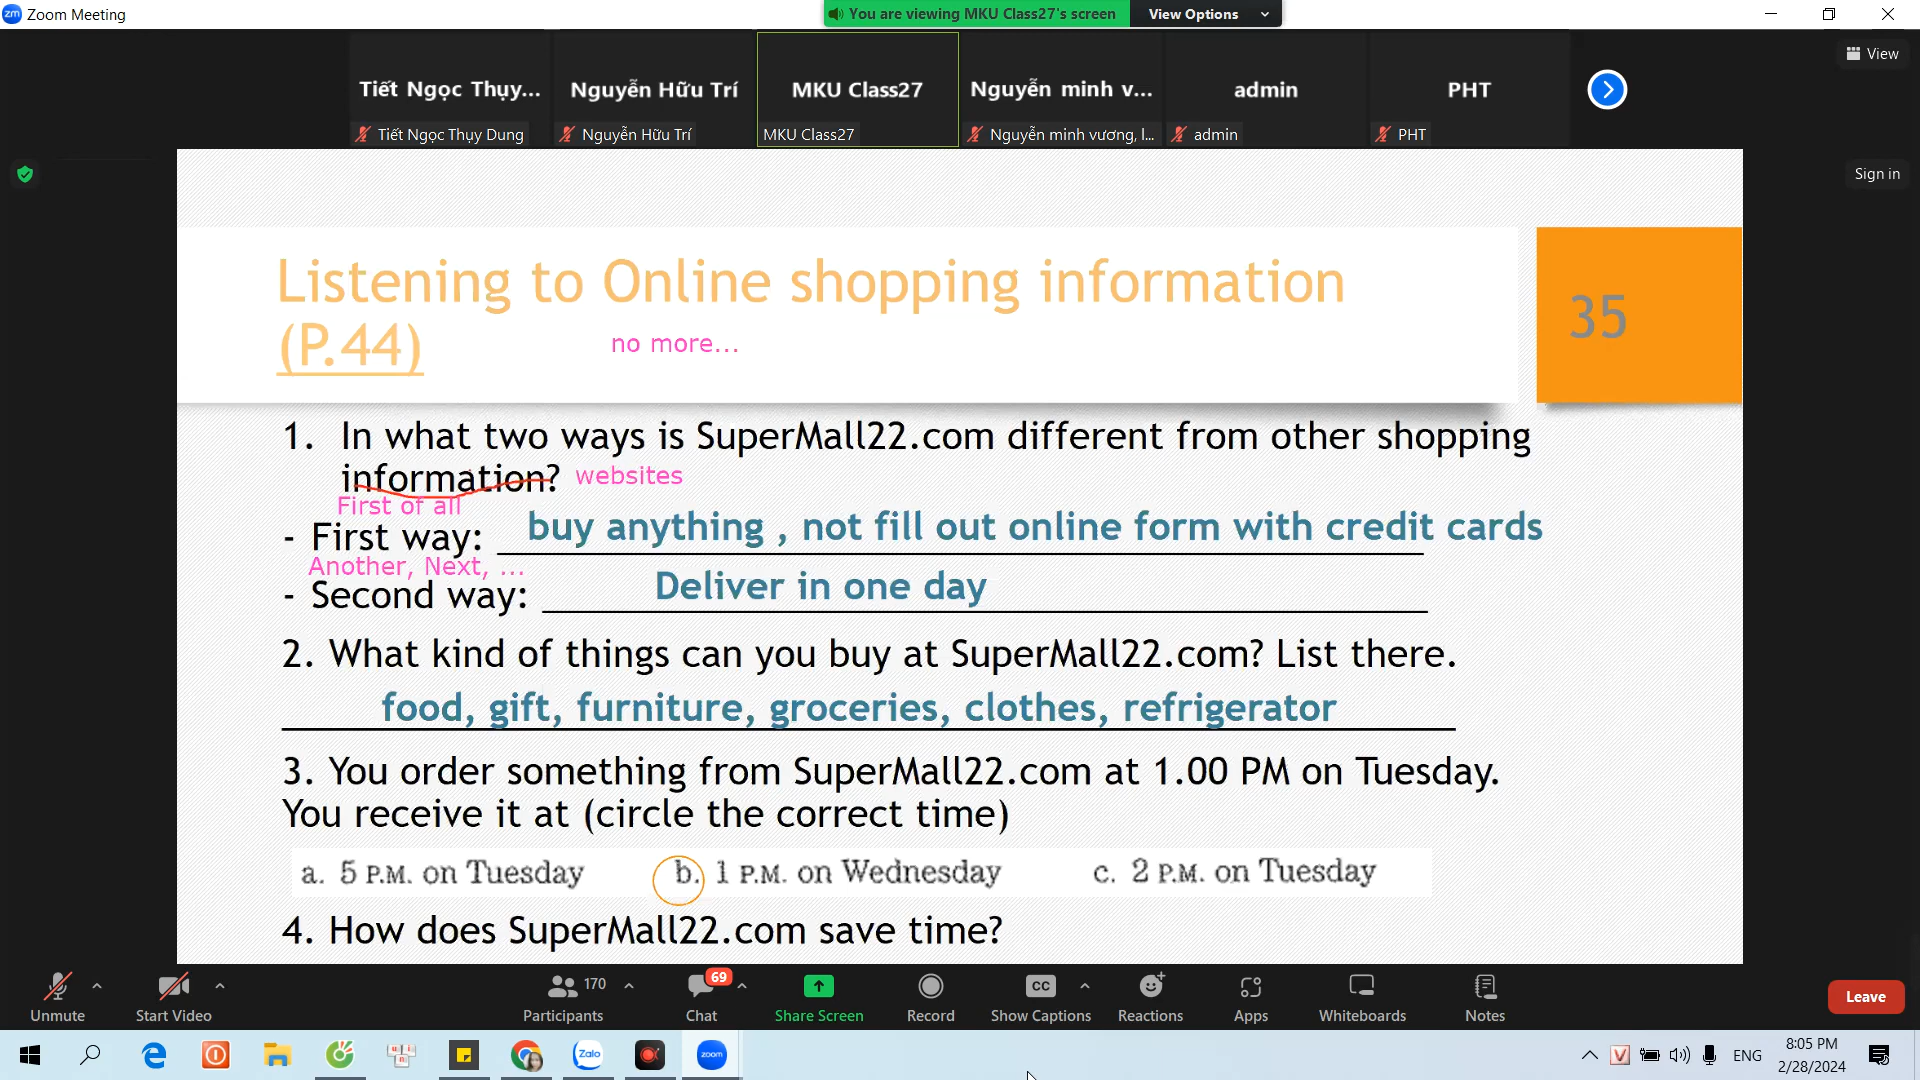 Zoom Meeting
You are viewing MKU Class27's screen
View Options
Tiết Ngọc Thụy...
Nguyễn Hữu Trí
MKU Class27
Nguyễn minh v...
admin
PHT
View
Tiết Ngọc Thụy Dung
Nguyễn Hữu Trí
MKU Class27
Nguyễn minh vương, l...
admin
PHT
Sign in
Listening to Online shopping information
(P.44)
no more...
35
1. In what two ways is SuperMall22.com different from other shopping
information? websites
First of all
- First way: buy anything , not fill out online form with credit cards
Another, Next, ...
- Second way: Deliver in one day
2. What kind of things can you buy at SuperMall22.com? List there.
food, gift, furniture, groceries, clothes, refrigerator
3. You order something from SuperMall22.com at 1.00 PM on Tuesday.
You receive it at (circle the correct time)
a. 5 P.M. on Tuesday b. 1 P.M. on Wednesday c. 2 P.M. on Tuesday
4. How does SuperMall22.com save time?
170
69
CC
Unmute
Start Video
Participants
Chat
Share Screen
Record
Show Captions
Reactions
Apps
Whiteboards
Notes
Leave
Zalo
zoom
ENG
8:05 PM
2/28/2024